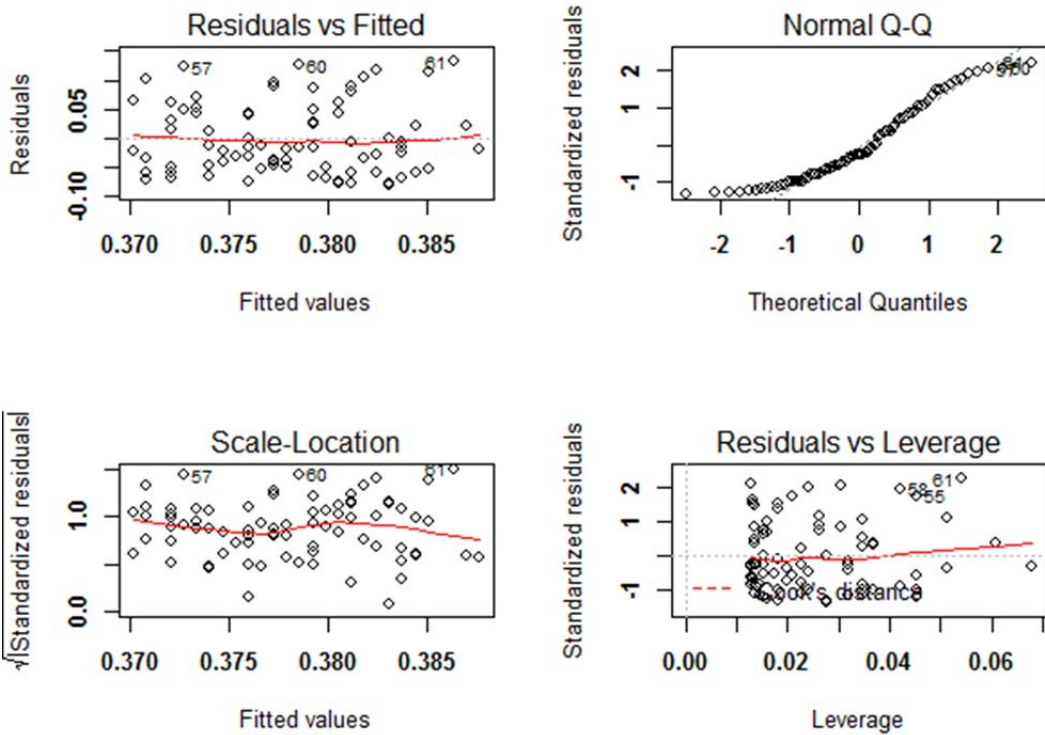 Residuals vs Fitted
Residuals
0.05
-0.10
57
60
61
0.370 0.375 0.380 0.385
Fitted values
Normal Q-Q
Standardized residuals
2
1
-1
-2 -1 0 1 2
Theoretical Quantiles
Scale-Location
√|Standardized residuals|
1.0
0.0
57
60
61
0.370 0.375 0.380 0.385
Fitted values
Residuals vs Leverage
Standardized residuals
2
1
-1
58
61
55
Cook's distance
0.00 0.02 0.04 0.06
Leverage